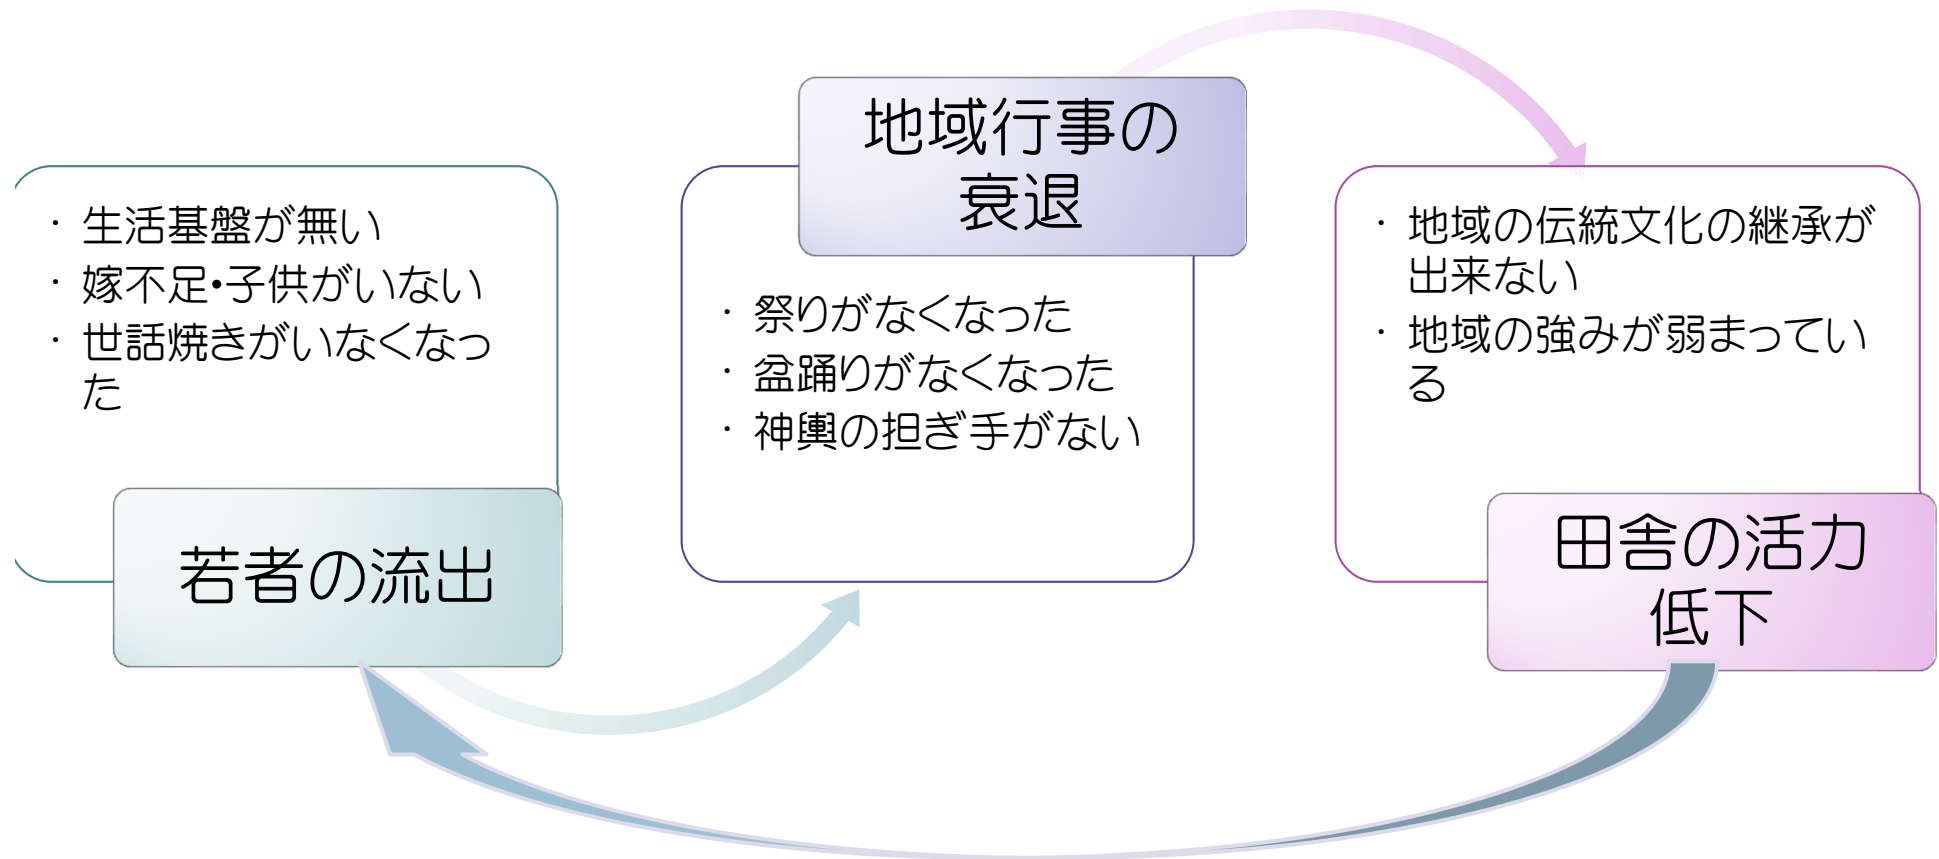 ・生活基盤が無い
・嫁不足・子供がいない
・世話焼きがいなくなっ
た
若者の流出
地域行事の
衰退
・祭りがなくなった
・盆踊りがなくなった
・神輿の担ぎ手がない
・地域の伝統文化の継承が
出来ない
・地域の強みが弱まってい
る
田舎の活力
低下